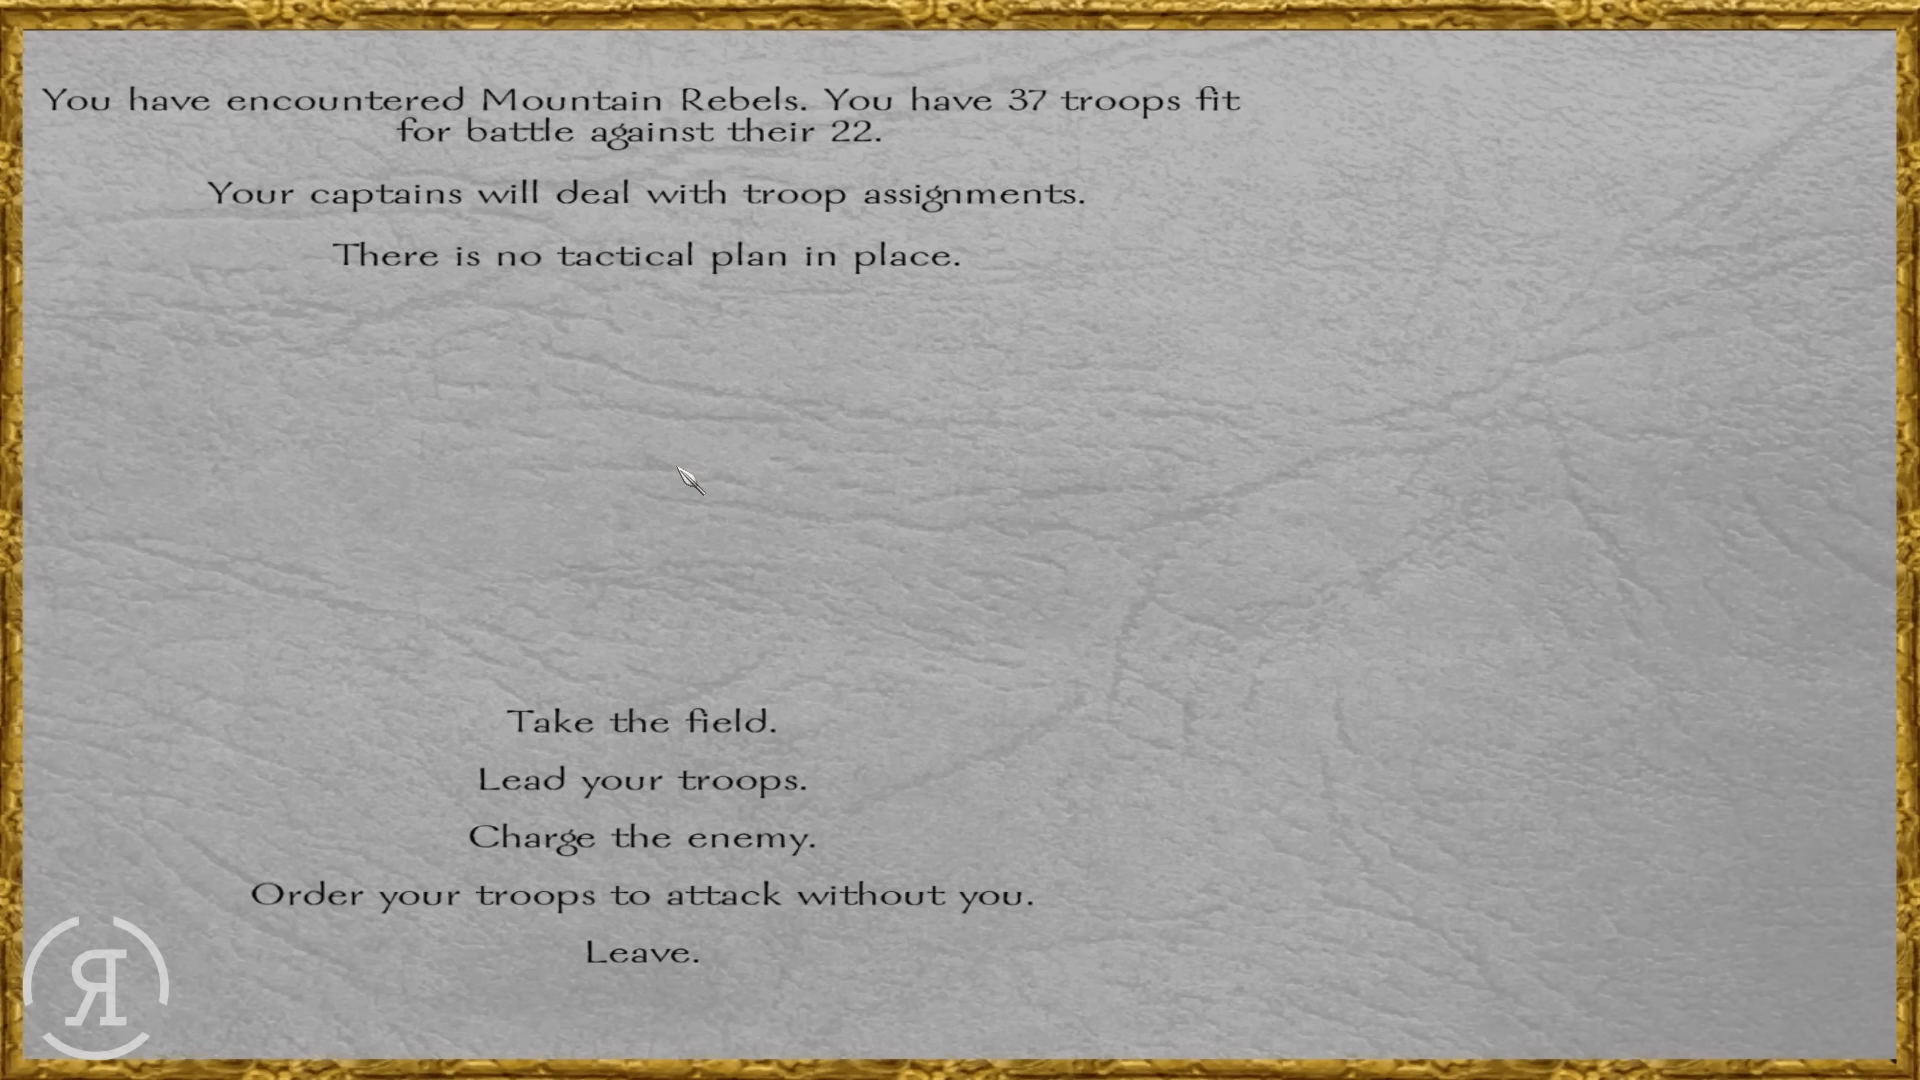 You have encountered Mountain Rebels. You have 37 troops fit
for battle against their 22.
Your captains will deal with troop assignments.
There is no tactical plan in place.
Take the field.
Lead your troops.
Charge the enemy.
Order your troops to attack without you.
Leave.